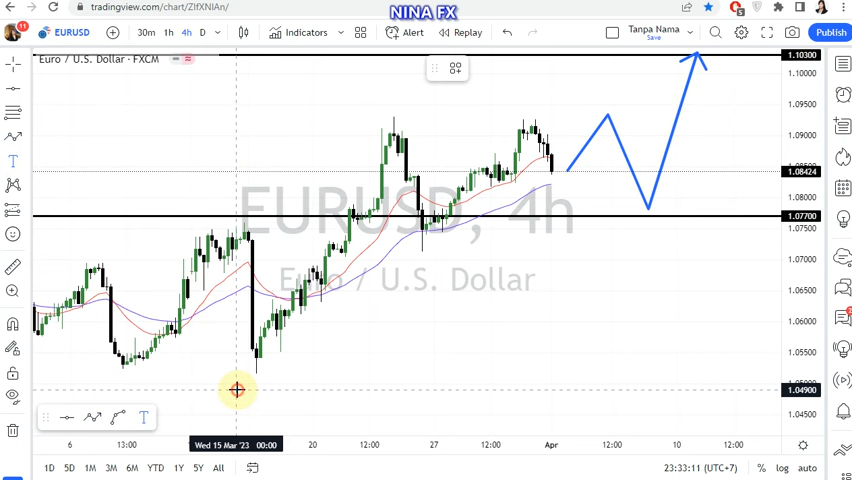 NINA FX
tradingview.com/chart/ZIfXNIAn/
11
EURUSD
30m 1h 4h D
Indicators
Alert
Replay
Tanpa Nama
Save
Publish
Euro / U.S. Dollar · FXCM
1.10300
1.10000
1.09500
1.09000
1.08424
1.08000
1.07700
1.07500
1.07000
1.06500
1.06000
1.05500
1.04900
1.04500
EURUSD, 4h
Euro / U.S. Dollar
6 13:00 Wed 15 Mar '23 00:00 20 12:00 27 12:00 Apr 12:00 10 12:00
1D 5D 1M 3M 6M YTD 1Y 5Y All
23:33:11 (UTC+7) % log auto